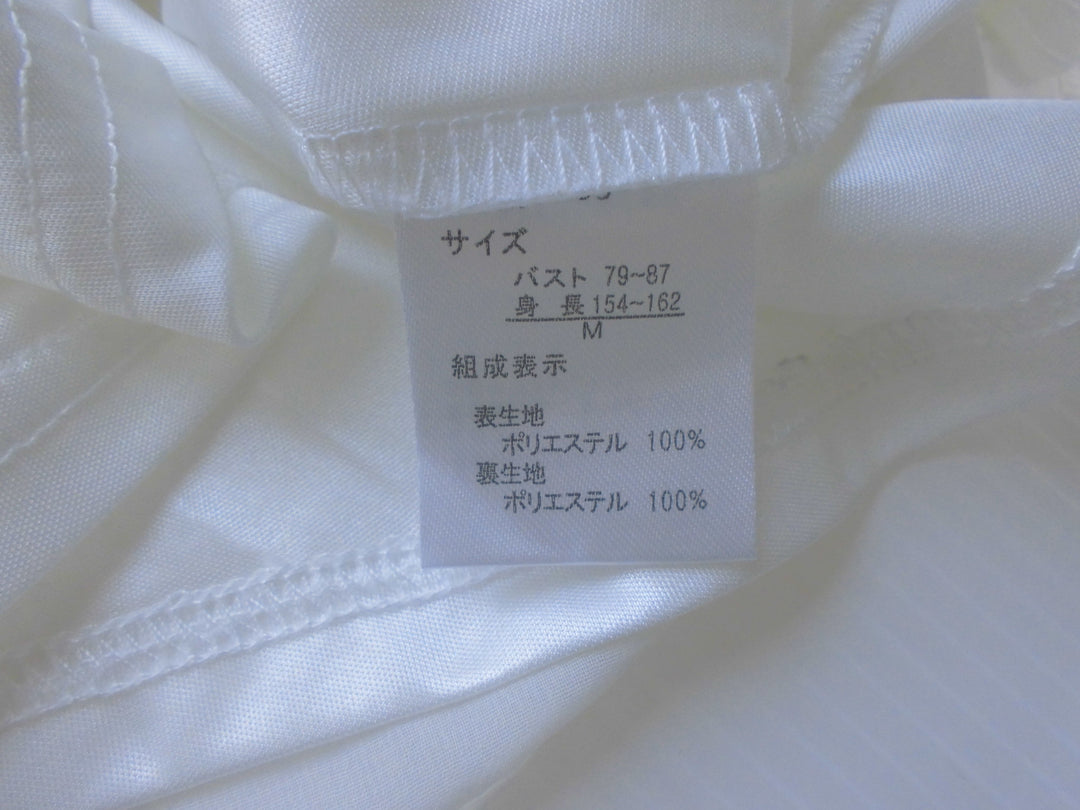 サイズ
バスト 79~87
身 長 154~162
M
組成表示
表生地
ポリエステル 100%
裏生地
ポリエステル 100%